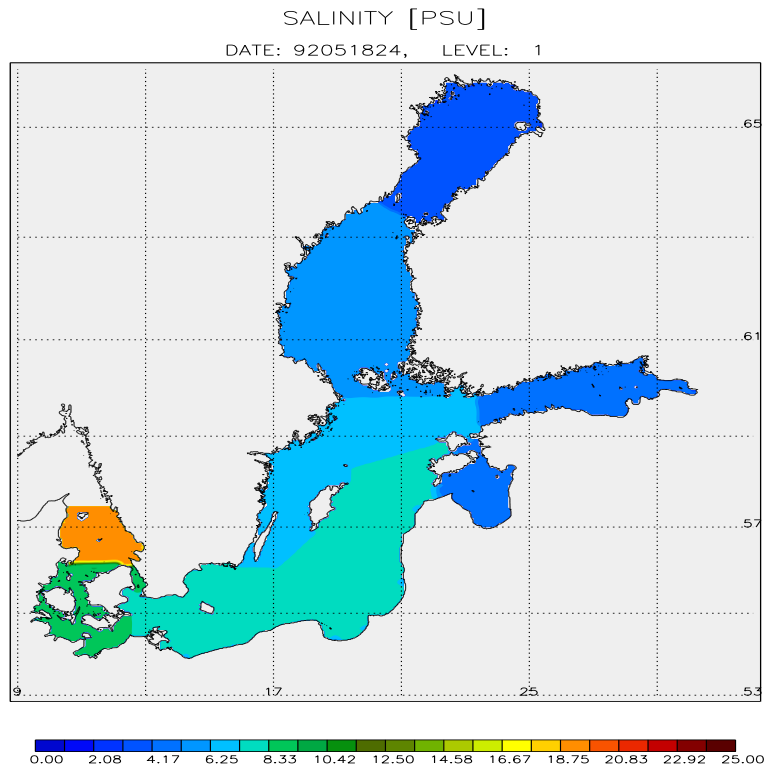 SALINITY [PSU]
DATE: 92051824, LEVEL: 1
65
61
57
9 17 25 53
0.00 2.08 4.17 6.25 8.33 10.42 12.50 14.58 16.67 18.75 20.83 22.92 25.00